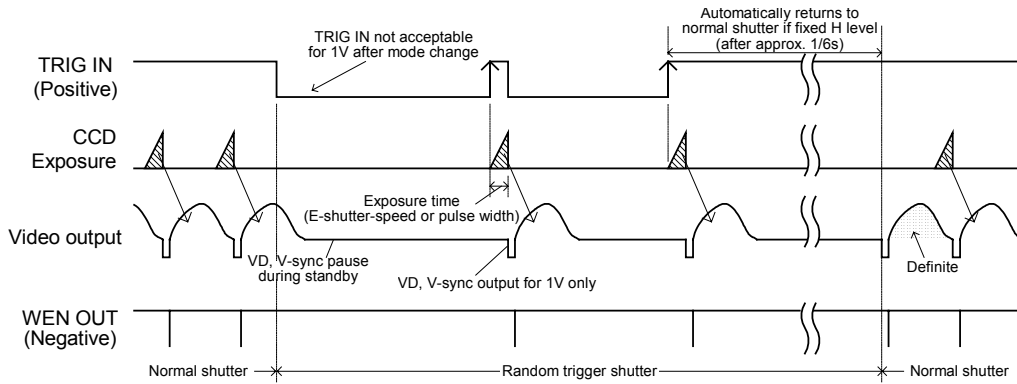 Automatically returns to
normal shutter if fixed H level
(after approx. 1/6s)
TRIG IN not acceptable
for 1V after mode change
TRIG IN
(Positive)
CCD
Exposure
Exposure time
(E-shutter-speed or pulse width)
Video output
VD, V-sync pause
during standby
VD, V-sync output for 1V only
Definite
WEN OUT
(Negative)
Normal shutter
Random trigger shutter
Normal shutter